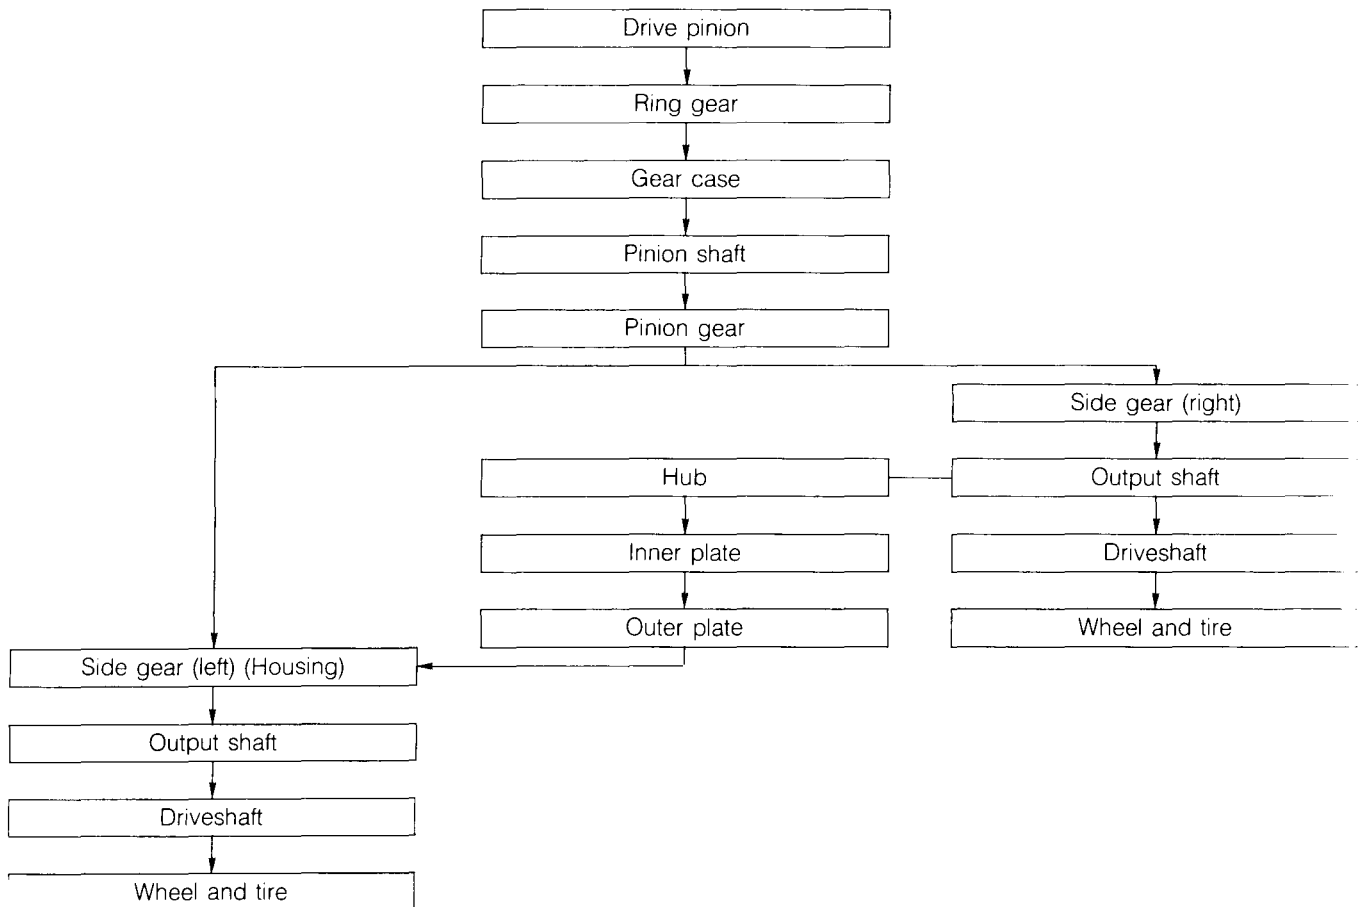 Drive pinion
Ring gear
Gear case
Pinion shaft
Pinion gear
Side gear (right)
Hub
Output shaft
Inner plate
Driveshaft
Outer plate
Wheel and tire
Side gear (left) (Housing)
Output shaft
Driveshaft
Wheel and tire